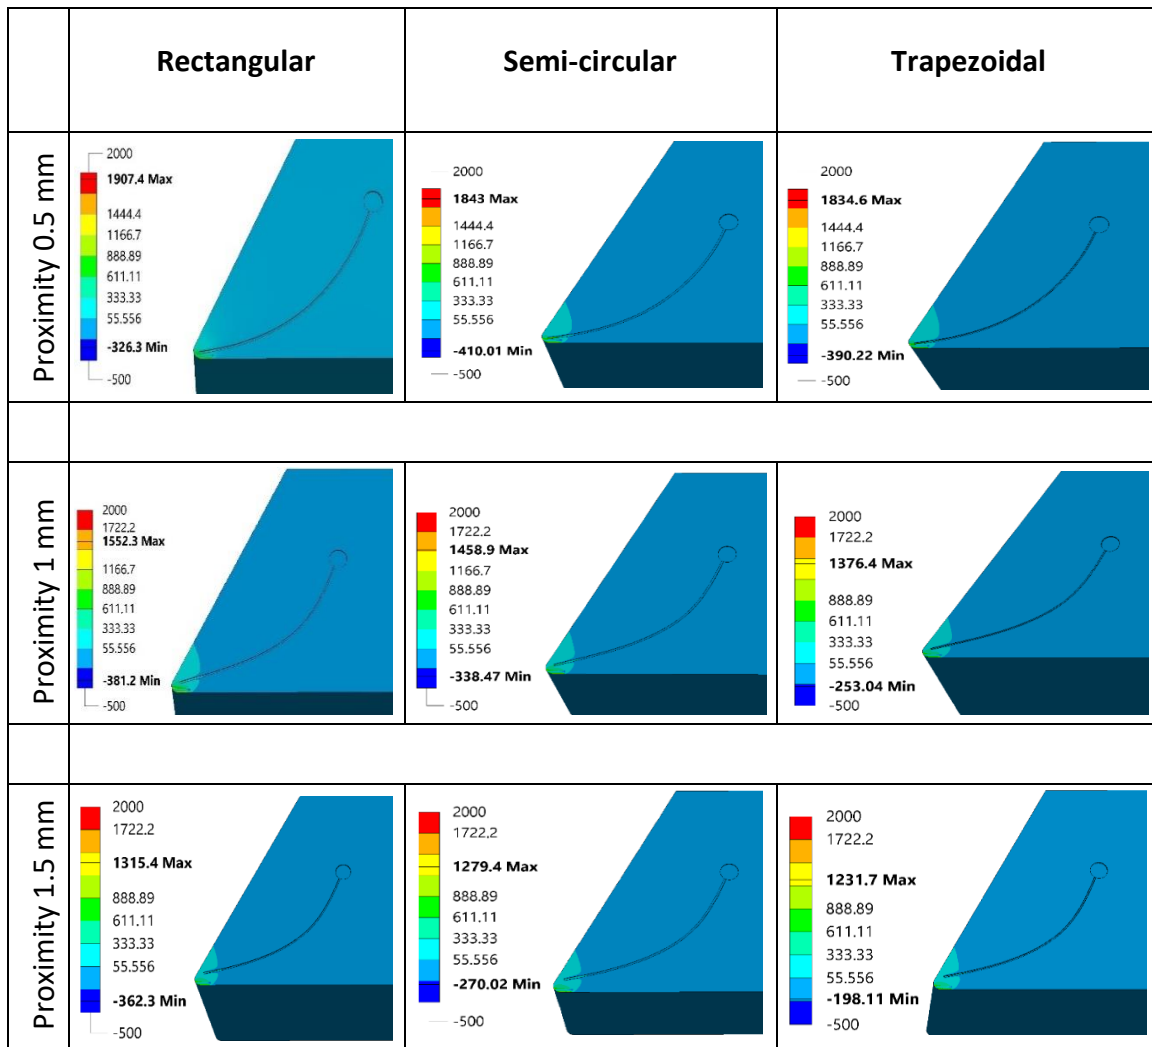 Rectangular
Semi-circular
Trapezoidal
Proximity 0.5 mm
2000
1907.4 Max
1444.4
1166.7
888.89
611.11
333.33
55.556
-326.3 Min
-500
2000
1843 Max
1444.4
1166.7
888.89
611.11
333.33
55.556
-410.01 Min
-500
2000
1834.6 Max
1444.4
1166.7
888.89
611.11
333.33
55.556
-390.22 Min
-500
Proximity 1 mm
2000
1722.2
1552.3 Max
1166.7
888.89
611.11
333.33
55.556
-381.2 Min
-500
2000
1722.2
1458.9 Max
1166.7
888.89
611.11
333.33
55.556
-338.47 Min
-500
2000
1722.2
1376.4 Max
888.89
611.11
333.33
55.556
-253.04 Min
-500
Proximity 1.5 mm
2000
1722.2
1315.4 Max
888.89
611.11
333.33
55.556
-362.3 Min
-500
2000
1722.2
1279.4 Max
888.89
611.11
333.33
55.556
-270.02 Min
-500
2000
1722.2
1231.7 Max
888.89
611.11
333.33
55.556
-198.11 Min
-500